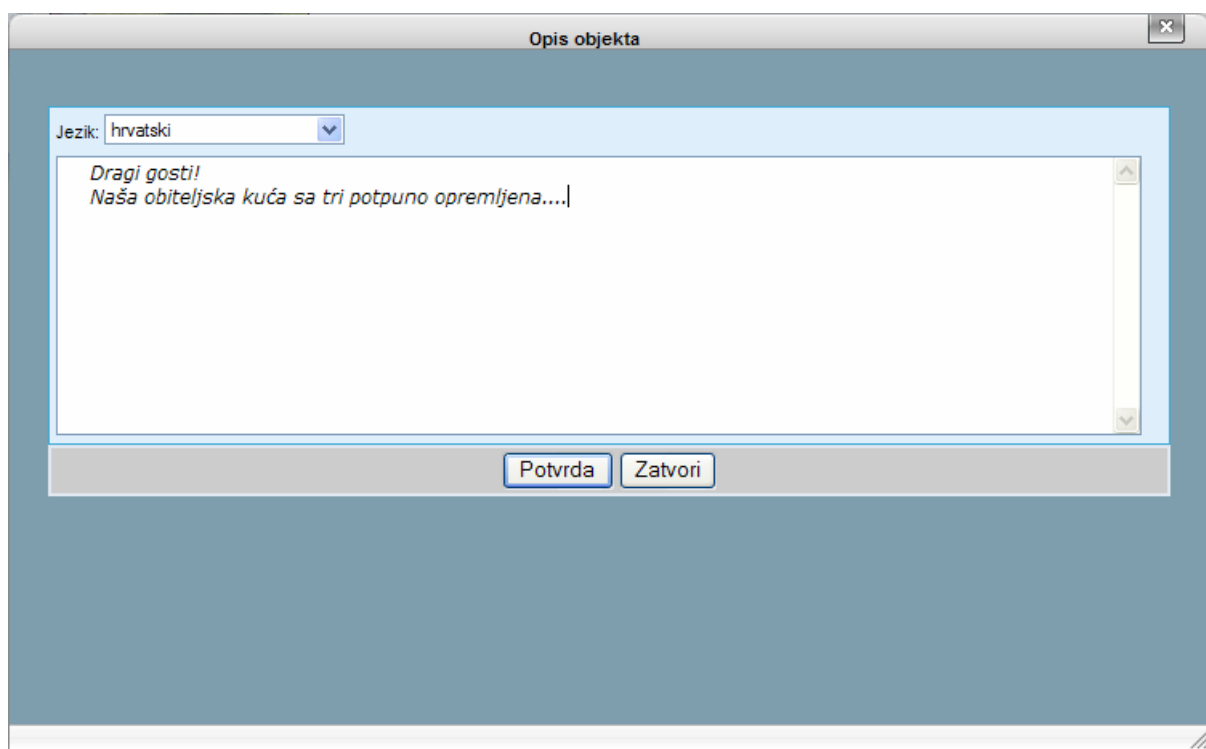 Opis objekta
Jezik: hrvatski
Dragi gosti!
Naša obiteljska kuća sa tri potpuno opremljena....
Potvrda Zatvori